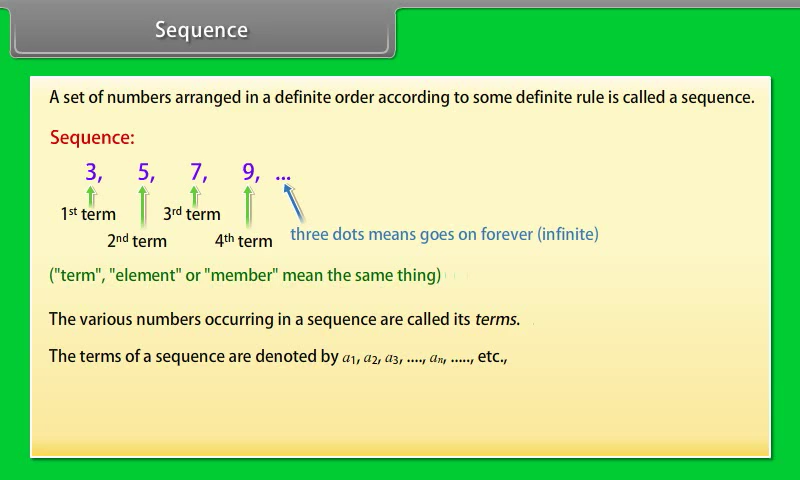 Sequence
A set of numbers arranged in a definite order according to some definite rule is called a sequence.
Sequence:
3, 5, 7, 9, ...
1st term 3rd term
2nd term 4th term three dots means goes on forever (infinite)
("term", "element" or "member" mean the same thing)
The various numbers occurring in a sequence are called its terms.
The terms of a sequence are denoted by a1, a2, a3, ...., an, ....., etc.,